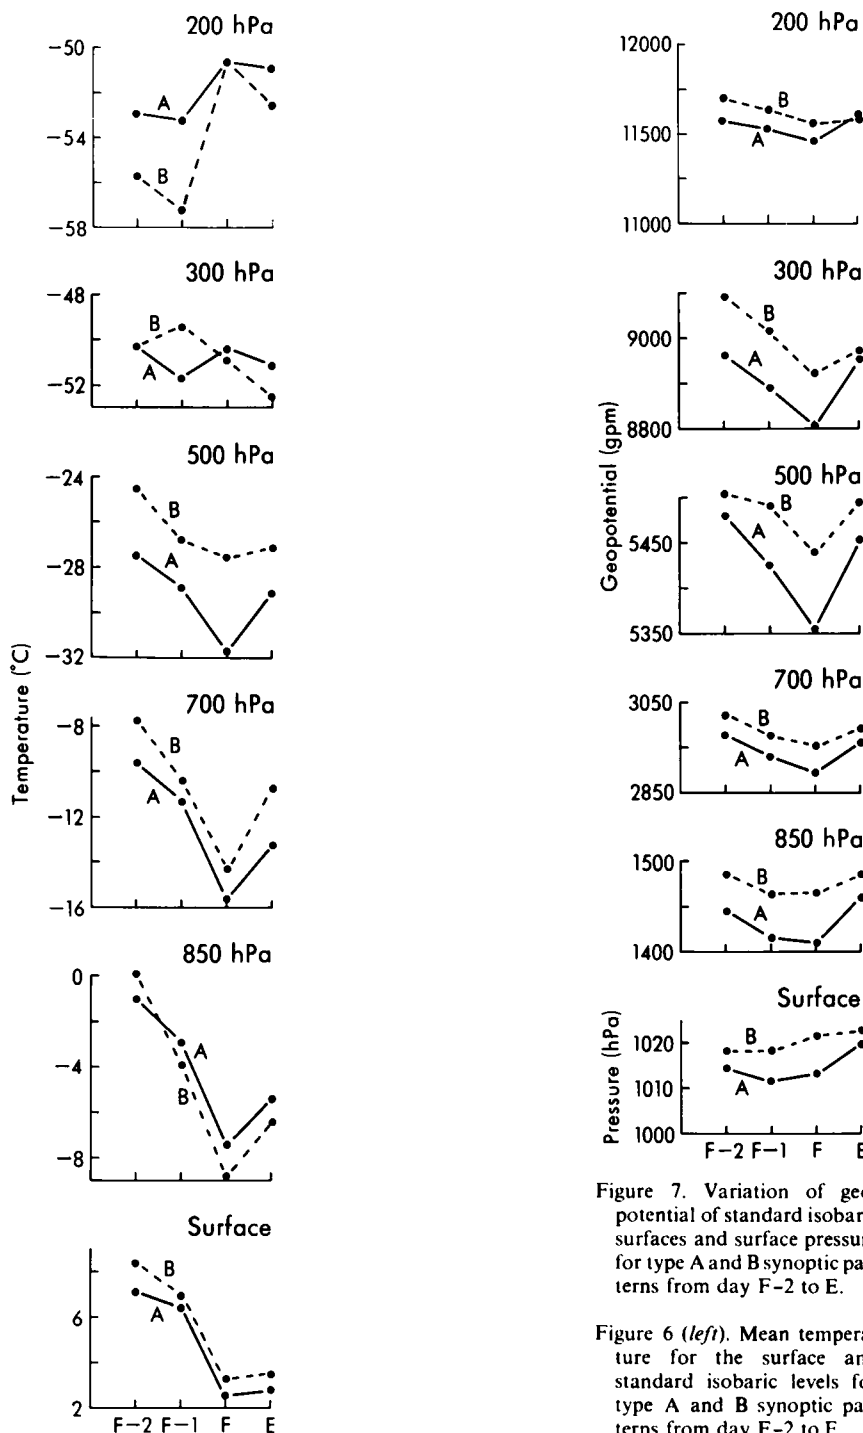 200 hPa
−50
−54
−58
A
B
300 hPa
−48
−52
B
A
500 hPa
−24
−28
−32
B
A
700 hPa
−8
−12
−16
B
A
Temperature (°C)
850 hPa
0
−4
−8
A
B
Surface
6
2
B
A
F−2 F−1 F E
200 hPa
12000
11500
11000
B
A
300 hPa
9000
8800
B
A
Geopotential (gpm)
500 hPa
5450
5350
B
A
700 hPa
3050
2850
B
A
850 hPa
1500
1400
B
A
Surface
1020
1010
1000
B
A
Pressure (hPa)
F−2 F−1 F E
Figure 7. Variation of geo
potential of standard isobar
surfaces and surface pressur
for type A and B synoptic pa
terns from day F-2 to E.
Figure 6 (left). Mean tempera
ture for the surface an
standard isobaric levels fo
type A and B synoptic pa
terns from day F-2 to E